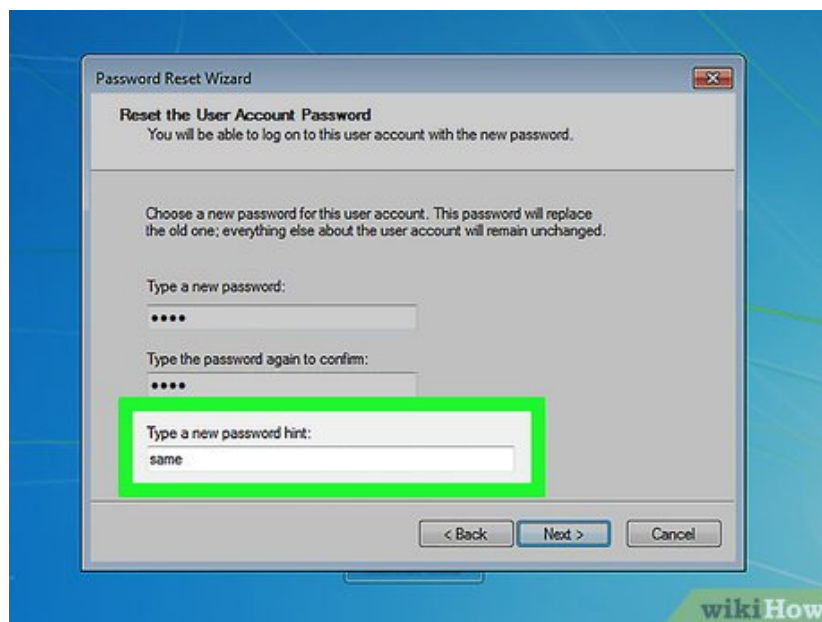 Password Reset Wizard
Reset the User Account Password
You will be able to log on to this user account with the new password.
Choose a new password for this user account. This password will replace
the old one; everything else about the user account will remain unchanged.
Type a new password:
••••
Type the password again to confirm:
••••
Type a new password hint:
same
< Back Next > Cancel
wikiHow